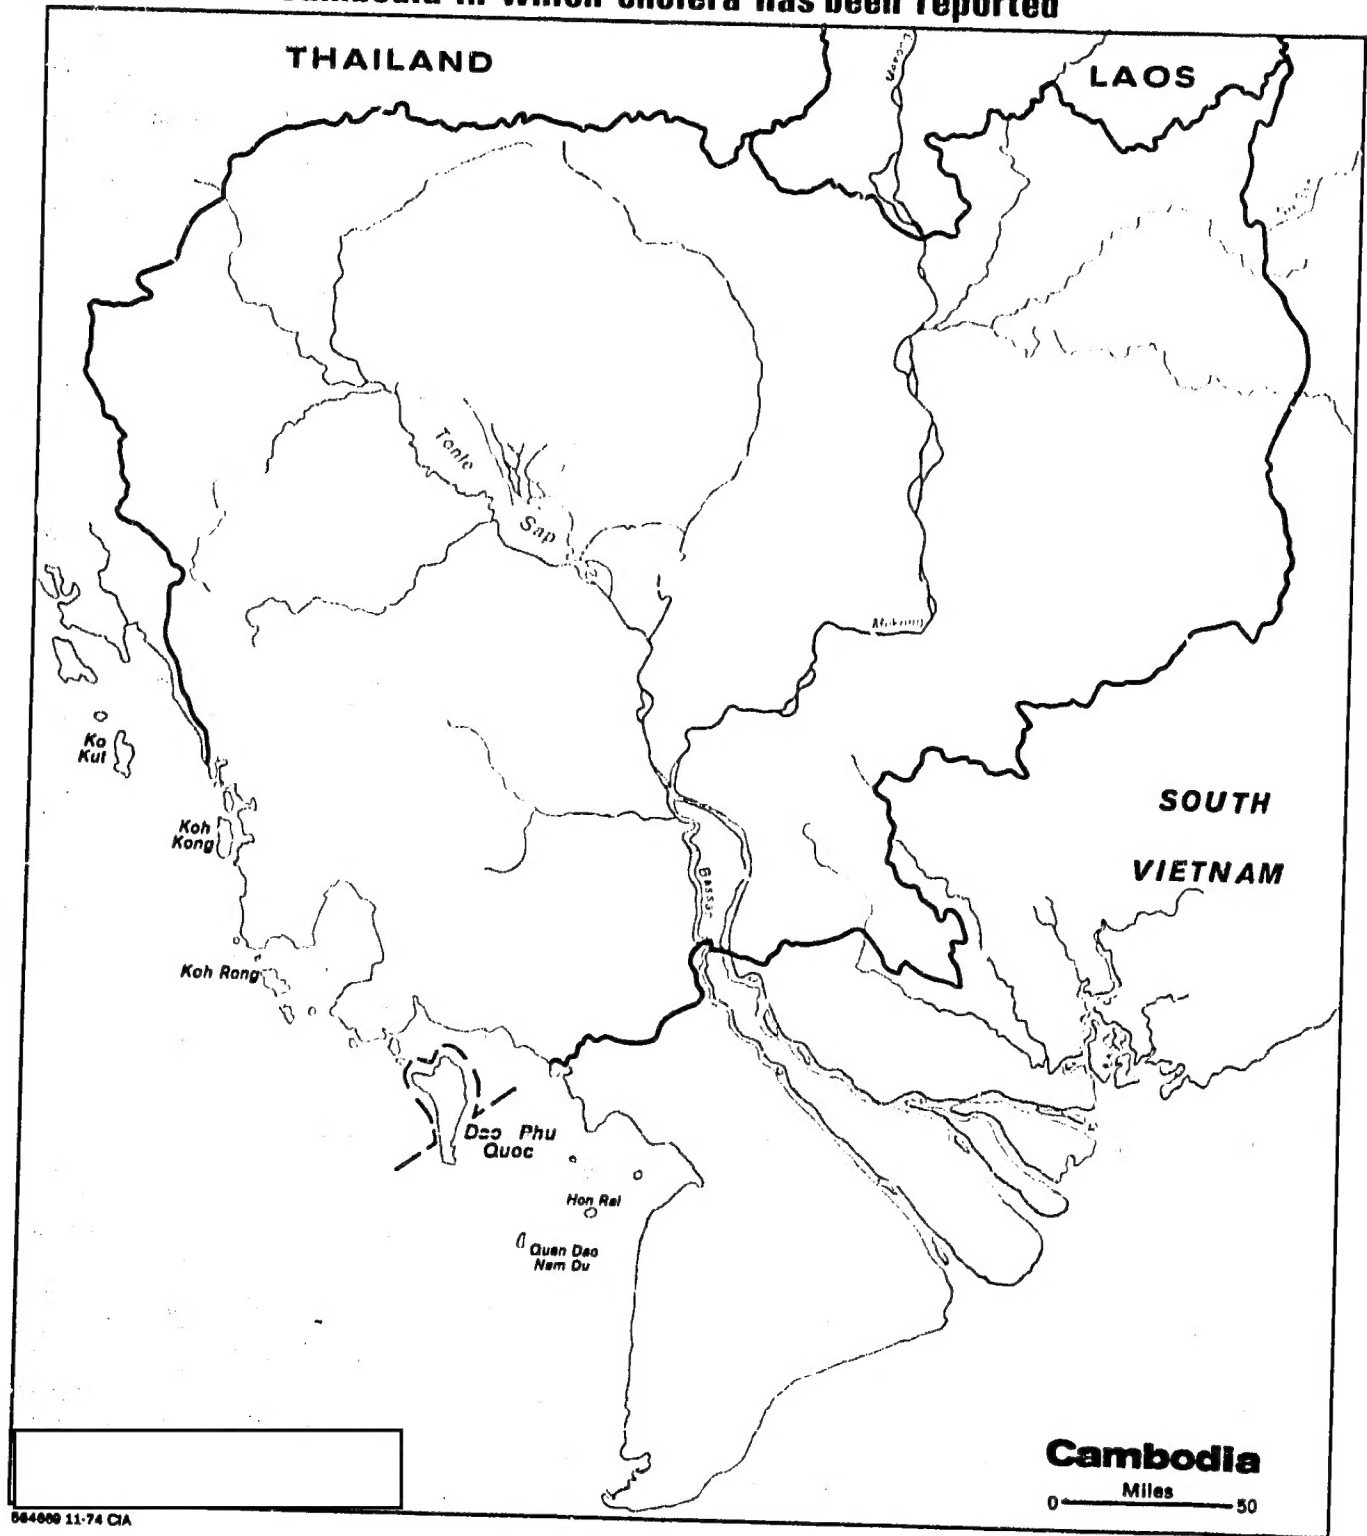 Cambodia in which cholera has been reported
THAILAND
LAOS
Tonle
Sap
Mekong
Ko
Kut
Koh
Kong
SOUTH
VIETNAM
Bassac
Koh Rong
Dao Phu
Quoc
Hon Rai
Quan Dao
Nam Du
Cambodia
Miles
0 50
564689 11-74 CIA